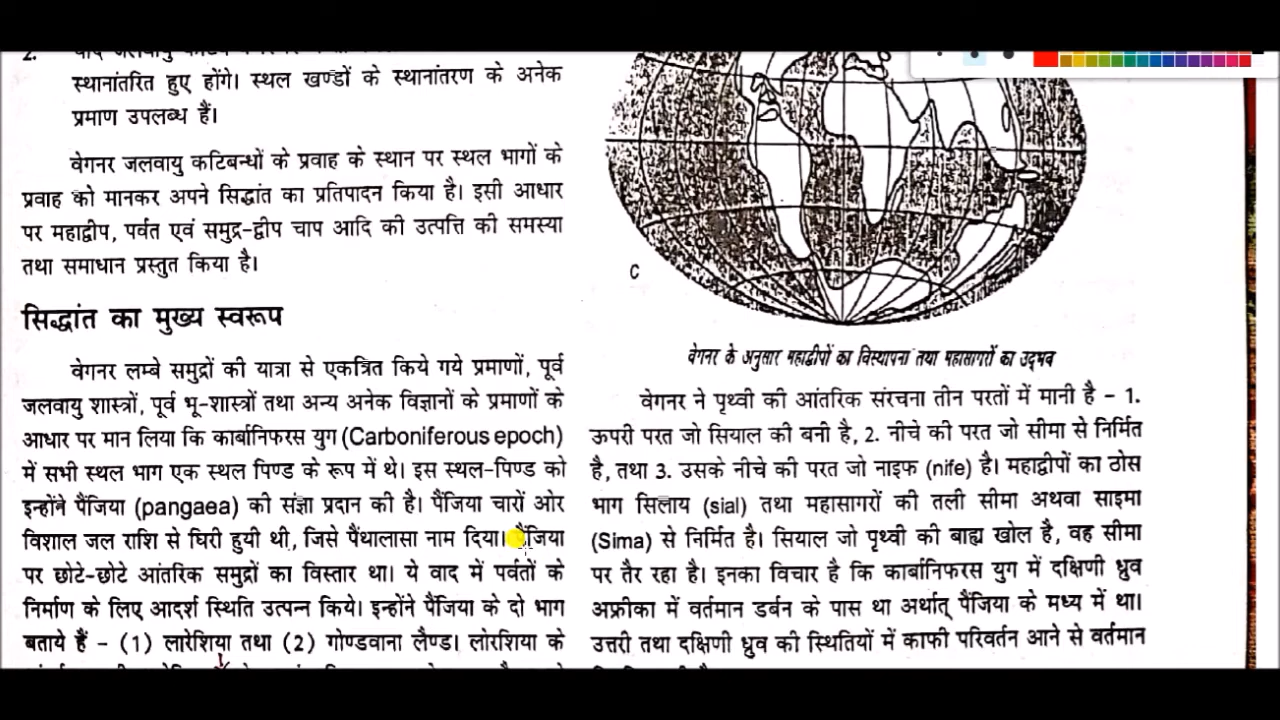 2.
स्थानांतरित हुए होंगे। स्थल खण्डों के स्थानांतरण के अनेक
प्रमाण उपलब्ध हैं।
वेगनर जलवायु कटिबन्धों के प्रवाह के स्थान पर स्थल भागों के
प्रवाह को मानकर अपने सिद्धांत का प्रतिपादन किया है। इसी आधार
पर महाद्वीप, पर्वत एवं समुद्र-द्वीप चाप आदि की उत्पत्ति की समस्या
तथा समाधान प्रस्तुत किया है।
सिद्धांत का मुख्य स्वरूप
वेगनर लम्बे समुद्रों की यात्रा से एकत्रित किये गये प्रमाणों, पूर्व
जलवायु शास्त्रों, पूर्व भू-शास्त्रों तथा अन्य अनेक विज्ञानों के प्रमाणों के
आधार पर मान लिया कि कार्बानिफरस युग (Carboniferous epoch)
में सभी स्थल भाग एक स्थल पिण्ड के रूप में थे। इस स्थल-पिण्ड को
इन्होंने पैंजिया (pangaea) की संज्ञा प्रदान की है। पैंजिया चारों ओर
विशाल जल राशि से घिरी हुयी थी, जिसे पैंथालासा नाम दिया। पैंजिया
पर छोटे-छोटे आंतरिक समुद्रों का विस्तार था। ये वाद में पर्वतों के
निर्माण के लिए आदर्श स्थिति उत्पन्न किये। इन्होंने पैंजिया के दो भाग
बताये हैं - (1) लारेशिया तथा (2) गोण्डवाना लैण्ड। लोरशिया के
C
वेगनर के अनुसार महाद्वीपों का विस्थापना तथा महासागरों का उद्‌भव
वेगनर ने पृथ्वी की आंतरिक संरचना तीन परतों में मानी है - 1.
ऊपरी परत जो सियाल की बनी है, 2. नीचे की परत जो सीमा से निर्मित
है, तथा 3. उसके नीचे की परत जो नाइफ (nife) है। महाद्वीपों का ठोस
भाग सिलाय (sial) तथा महासागरों की तली सीमा अथवा साइमा
(Sima) से निर्मित है। सियाल जो पृथ्वी की बाह्य खोल है, वह सीमा
पर तैर रहा है। इनका विचार है कि कार्बानिफरस युग में दक्षिणी ध्रुव
अफ्रीका में वर्तमान डर्बन के पास था अर्थात् पैंजिया के मध्य में था।
उत्तरी तथा दक्षिणी ध्रुव की स्थितियों में काफी परिवर्तन आने से वर्तमान